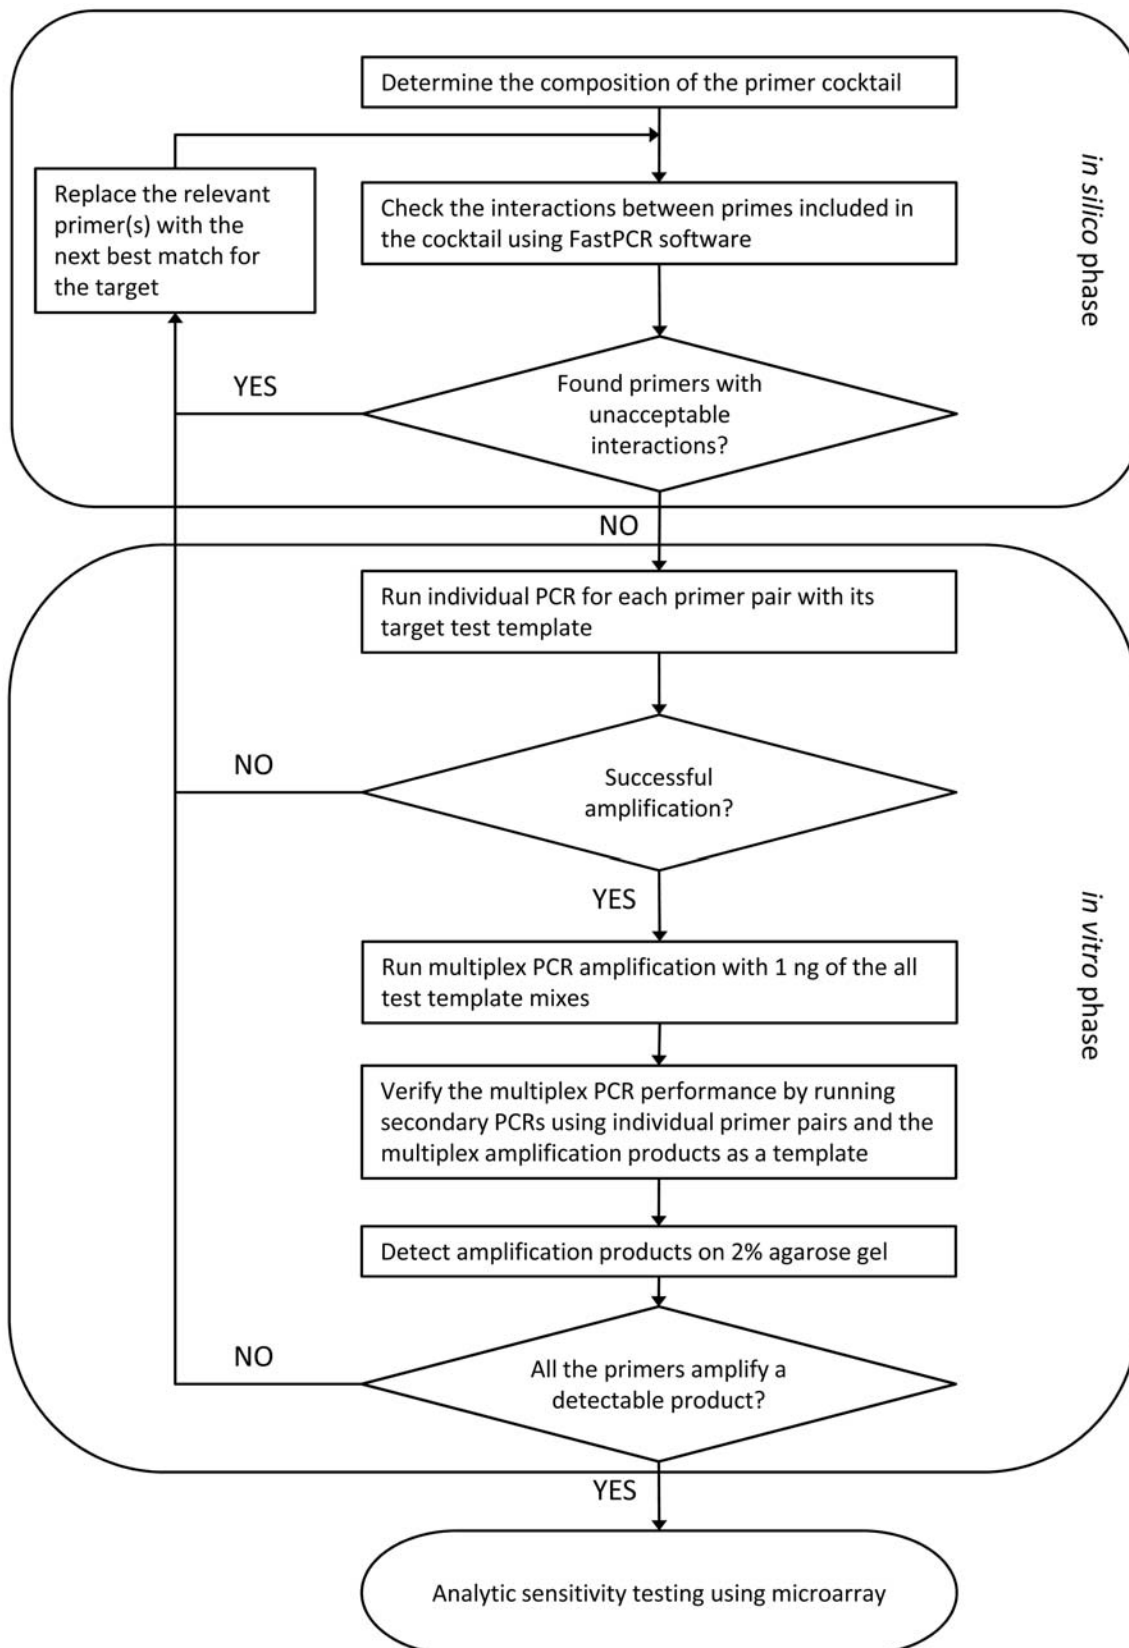 Determine the composition of the primer cocktail
Replace the relevant
primer(s) with the
next best match for
the target
Check the interactions between primes included in
the cocktail using FastPCR software
in silico phase
YES
Found primers with
unacceptable
interactions?
NO
Run individual PCR for each primer pair with its
target test template
NO
Successful
amplification?
YES
in vitro phase
Run multiplex PCR amplification with 1 ng of the all
test template mixes
Verify the multiplex PCR performance by running
secondary PCRs using individual primer pairs and the
multiplex amplification products as a template
Detect amplification products on 2% agarose gel
NO
All the primers amplify a
detectable product?
YES
Analytic sensitivity testing using microarray